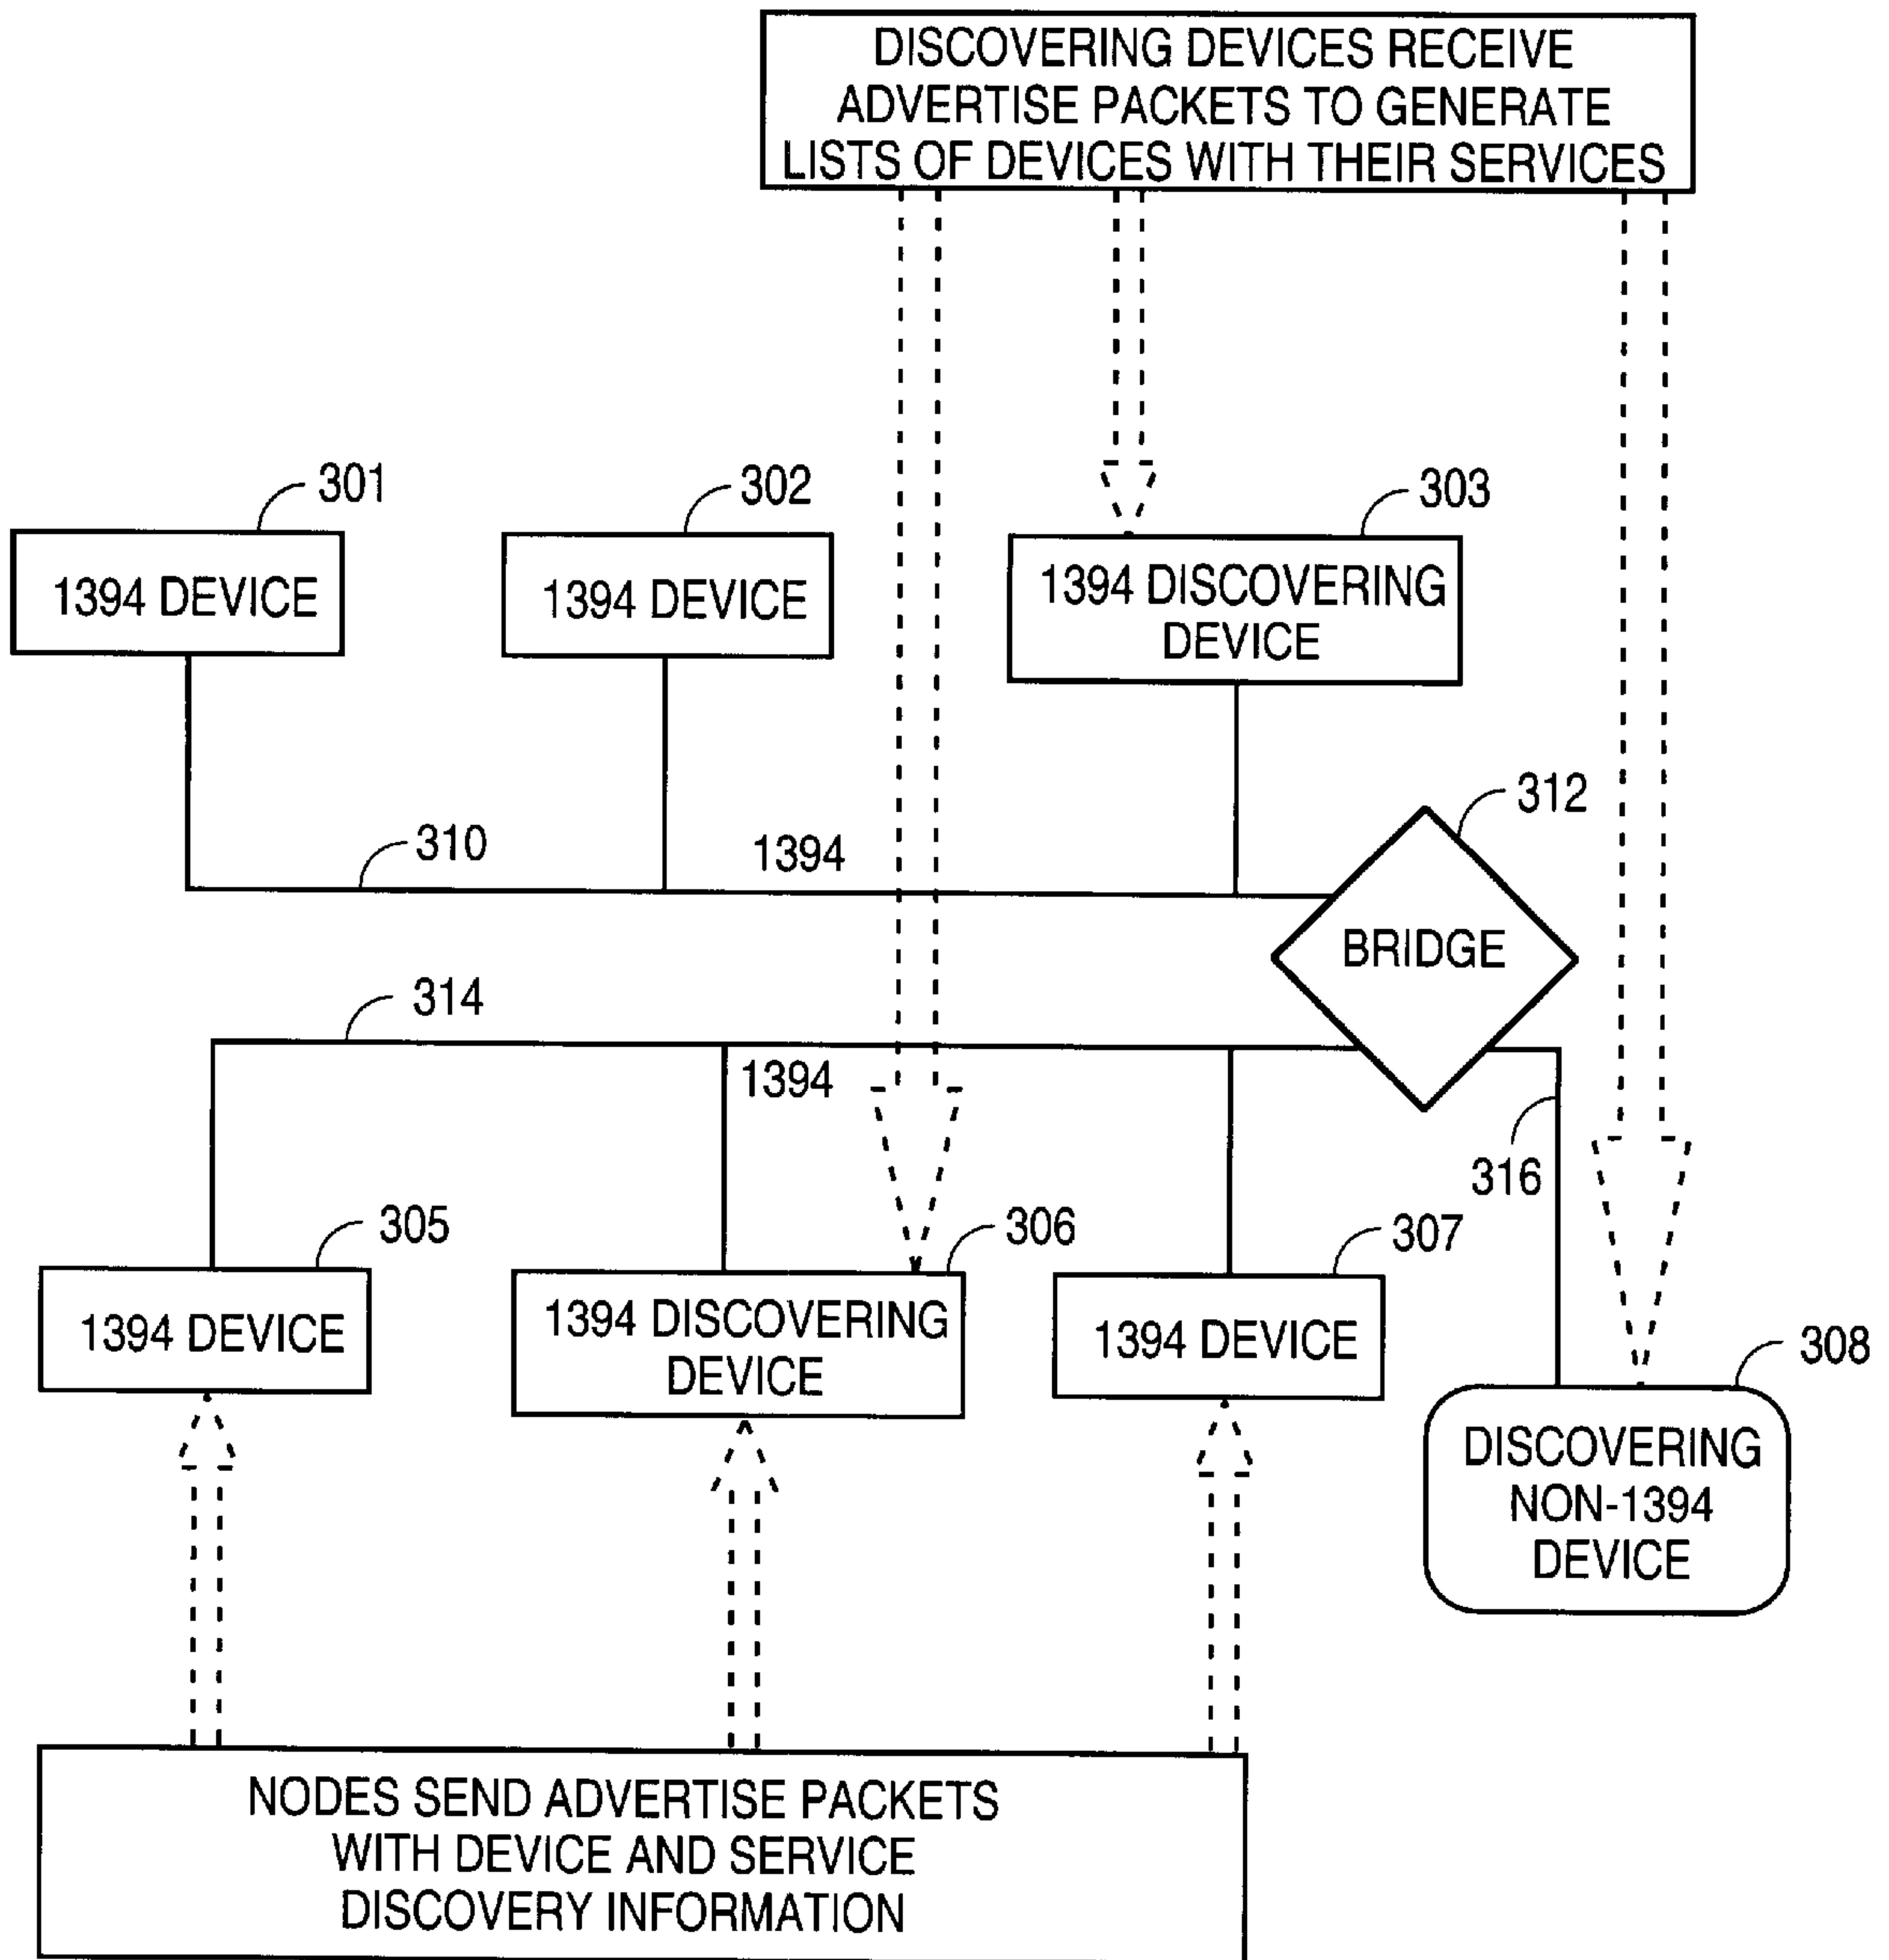 DISCOVERING DEVICES RECEIVE
ADVERTISE PACKETS TO GENERATE
LISTS OF DEVICES WITH THEIR SERVICES
301
302
303
1394 DEVICE
1394 DEVICE
1394 DISCOVERING
DEVICE
312
310
1394
BRIDGE
314
1394
316
305
306
307
308
1394 DEVICE
1394 DISCOVERING
DEVICE
1394 DEVICE
DISCOVERING
NON-1394
DEVICE
NODES SEND ADVERTISE PACKETS
WITH DEVICE AND SERVICE
DISCOVERY INFORMATION